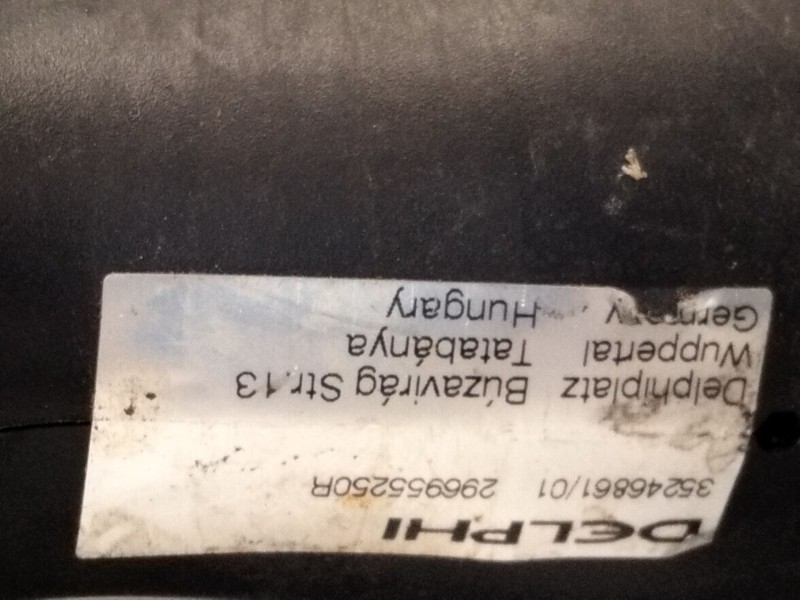 DELPHI
35246861/01 296955250R
Delphiplatz Búzavirág Str.13
Wuppertal Tatabánya
Germany Hungary